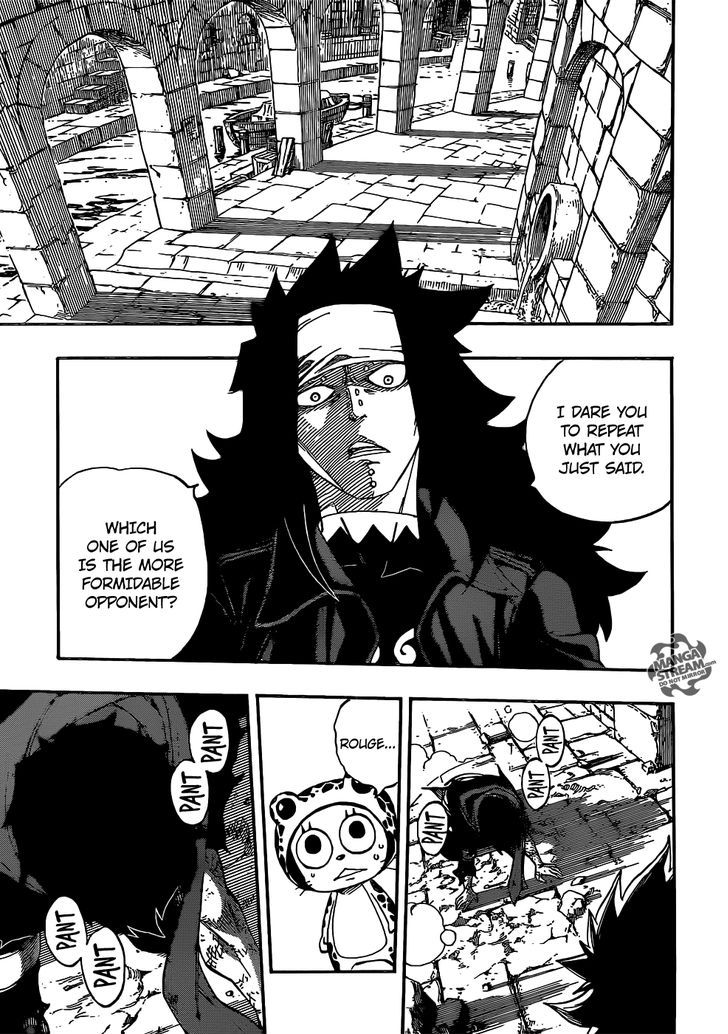 I DARE YOU
TO REPEAT
WHAT YOU
JUST SAID.
WHICH
ONE OF US
IS THE MORE
FORMIDABLE
OPPONENT?
MANGA
STREAM
DO NOT MIRROR
PANT
PANT
PANT
ROUGE...
PANT
PANT
PANT
PANT